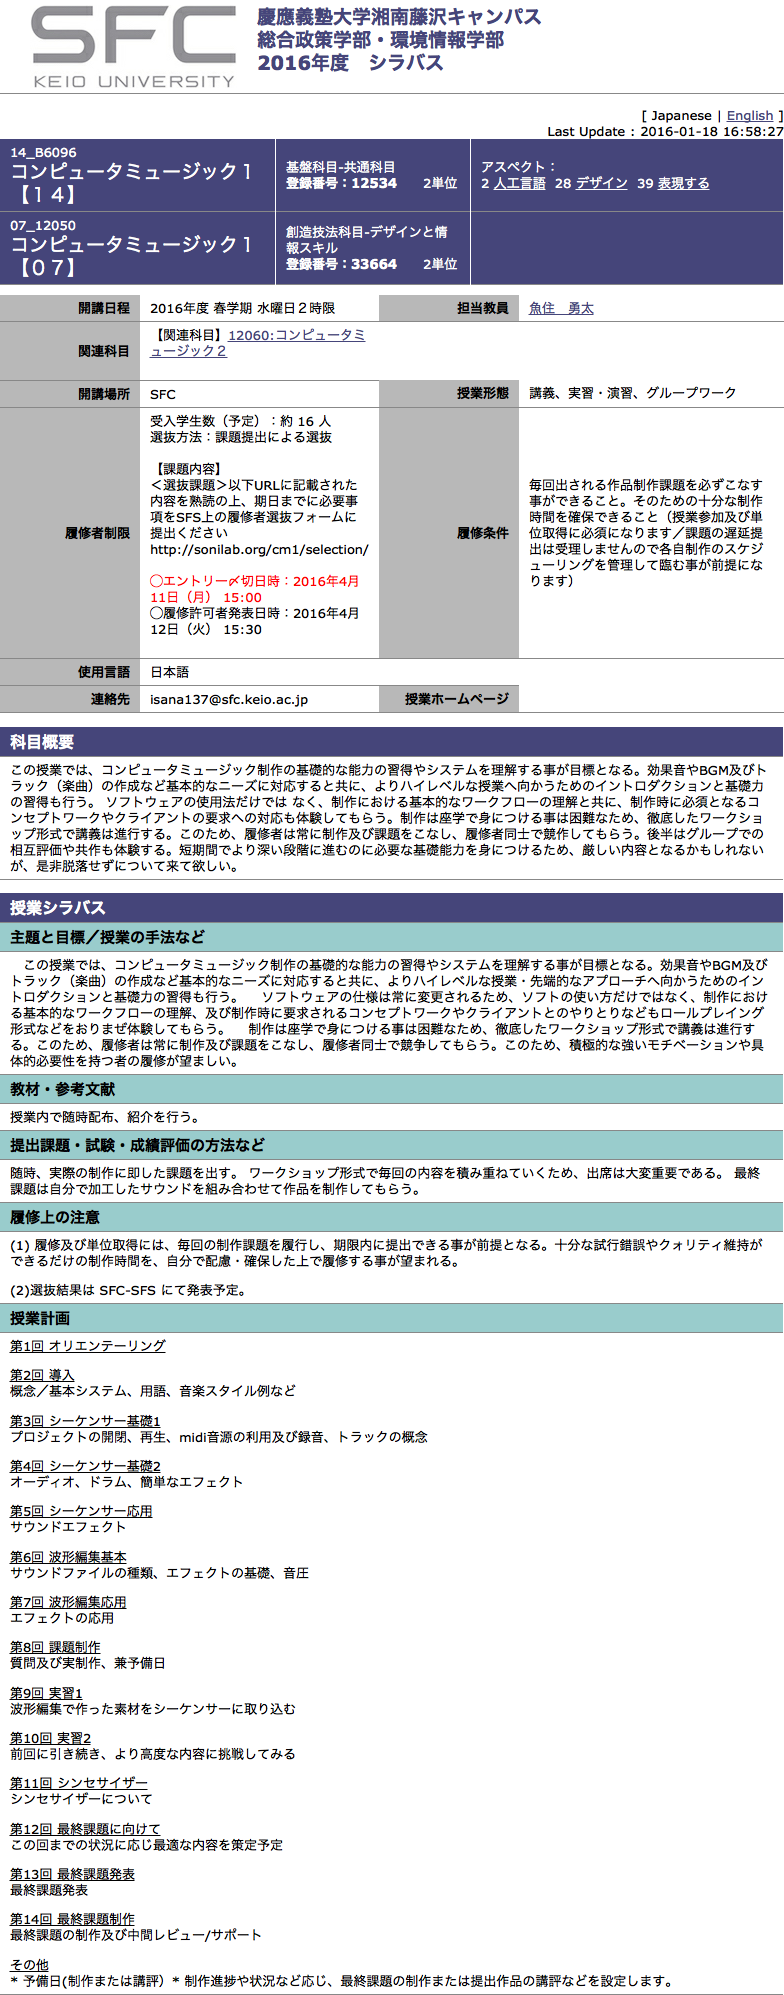 SFC
KEIO UNIVERSITY
慶應義塾大学湘南藤沢キャンパス
総合政策学部・環境情報学部
2016年度　シラバス
[ Japanese | English ]
Last Update : 2016-01-18 16:58:27
14_B6096
コンピュータミュージック１
【１４】
基盤科目-共通科目
登録番号：12534　　2単位
アスペクト：
2 人工言語 28 デザイン 39 表現する
07_12050
コンピュータミュージック１
【０７】
創造技法科目-デザインと情
報スキル
登録番号：33664　　2単位
開講日程
2016年度 春学期 水曜日２時限
担当教員
魚住　勇太
関連科目
【関連科目】12060:コンピュータミ
ュージック２
開講場所
SFC
授業形態
講義、実習・演習、グループワーク
履修者制限
受入学生数（予定）：約 16 人
選抜方法：課題提出による選抜
【課題内容】
＜選抜課題＞以下URLに記載された
内容を熟読の上、期日までに必要事
項をSFS上の履修者選抜フォームに
提出ください
http://sonilab.org/cm1/selection/
◯エントリー〆切日時：2016年4月
11日（月） 15:00
◯履修許可者発表日時：2016年4月
12日（火） 15:30
履修条件
毎回出される作品制作課題を必ずこなす
事ができること。そのための十分な制作
時間を確保できること（授業参加及び単
位取得に必須になります／課題の遅延提
出は受理しませんので各自制作のスケジ
ューリングを管理して臨む事が前提にな
ります）
使用言語
日本語
連絡先
isana137@sfc.keio.ac.jp
授業ホームページ
科目概要
この授業では、コンピュータミュージック制作の基礎的な能力の習得やシステムを理解する事が目標となる。効果音やBGM及びト
ラック（楽曲）の作成など基本的なニーズに対応すると共に、よりハイレベルな授業へ向かうためのイントロダクションと基礎力
の習得も行う。 ソフトウェアの使用法だけでは なく、制作における基本的なワークフローの理解と共に、制作時に必須となるコ
ンセプトワークやクライアントの要求への対応も体験してもらう。制作は座学で身につける事は困難なため、徹底したワークショ
ップ形式で講義は進行する。このため、履修者は常に制作及び課題をこなし、履修者同士で競作してもらう。後半はグループでの
相互評価や共作も体験する。短期間でより深い段階に進むのに必要な基礎能力を身につけるため、厳しい内容となるかもしれない
が、是非脱落せずについて来て欲しい。
授業シラバス
主題と目標／授業の手法など
　この授業では、コンピュータミュージック制作の基礎的な能力の習得やシステムを理解する事が目標となる。効果音やBGM及び
トラック（楽曲）の作成など基本的なニーズに対応すると共に、よりハイレベルな授業・先端的なアプローチへ向かうためのイン
トロダクションと基礎力の習得も行う。　 ソフトウェアの仕様は常に変更されるため、ソフトの使い方だけではなく、制作におけ
る基本的なワークフローの理解、及び制作時に要求されるコンセプトワークやクライアントとのやりとりなどもロールプレイング
形式などをおりまぜ体験してもらう。　 制作は座学で身につける事は困難なため、徹底したワークショップ形式で講義は進行す
る。このため、履修者は常に制作及び課題をこなし、履修者同士で競争してもらう。このため、積極的な強いモチベーションや具
体的必要性を持つ者の履修が望ましい。
教材・参考文献
授業内で随時配布、紹介を行う。
提出課題・試験・成績評価の方法など
随時、実際の制作に即した課題を出す。 ワークショップ形式で毎回の内容を積み重ねていくため、出席は大変重要である。 最終
課題は自分で加工したサウンドを組み合わせて作品を制作してもらう。
履修上の注意
(1) 履修及び単位取得には、毎回の制作課題を履行し、期限内に提出できる事が前提となる。十分な試行錯誤やクォリティ維持が
できるだけの制作時間を、自分で配慮・確保した上で履修する事が望まれる。
(2)選抜結果は SFC-SFS にて発表予定。
授業計画
第1回 オリエンテーリング
第2回 導入
概念／基本システム、用語、音楽スタイル例など
第3回 シーケンサー基礎1
プロジェクトの開閉、再生、midi音源の利用及び録音、トラックの概念
第4回 シーケンサー基礎2
オーディオ、ドラム、簡単なエフェクト
第5回 シーケンサー応用
サウンドエフェクト
第6回 波形編集基本
サウンドファイルの種類、エフェクトの基礎、音圧
第7回 波形編集応用
エフェクトの応用
第8回 課題制作
質問及び実制作、兼予備日
第9回 実習1
波形編集で作った素材をシーケンサーに取り込む
第10回 実習2
前回に引き続き、より高度な内容に挑戦してみる
第11回 シンセサイザー
シンセサイザーについて
第12回 最終課題に向けて
この回までの状況に応じ最適な内容を策定予定
第13回 最終課題発表
最終課題発表
第14回 最終課題制作
最終課題の制作及び中間レビュー/サポート
その他
* 予備日(制作または講評）* 制作進捗や状況など応じ、最終課題の制作または提出作品の講評などを設定します。